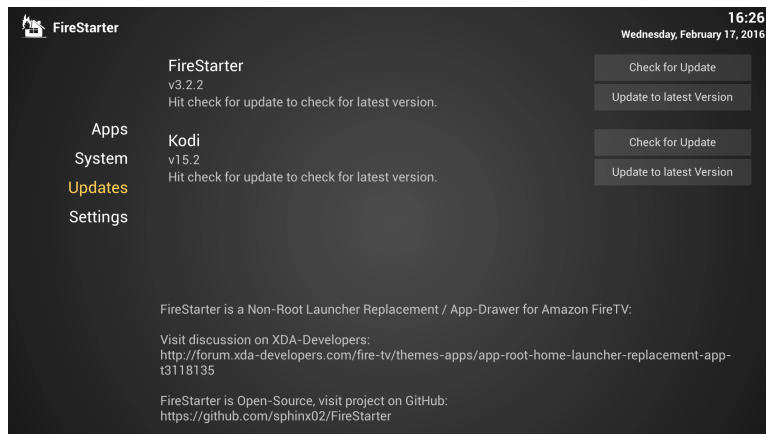 FireStarter
16:26
Wednesday, February 17, 2016
Apps
System
Updates
Settings
FireStarter
v3.2.2
Hit check for update to check for latest version.
Check for Update
Update to latest Version
Kodi
v15.2
Hit check for update to check for latest version.
Check for Update
Update to latest Version
FireStarter is a Non-Root Launcher Replacement / App-Drawer for Amazon FireTV:
Visit discussion on XDA-Developers:
http://forum.xda-developers.com/fire-tv/themes-apps/app-root-home-launcher-replacement-app-
t3118135
FireStarter is Open-Source, visit project on GitHub:
https://github.com/sphinx02/FireStarter